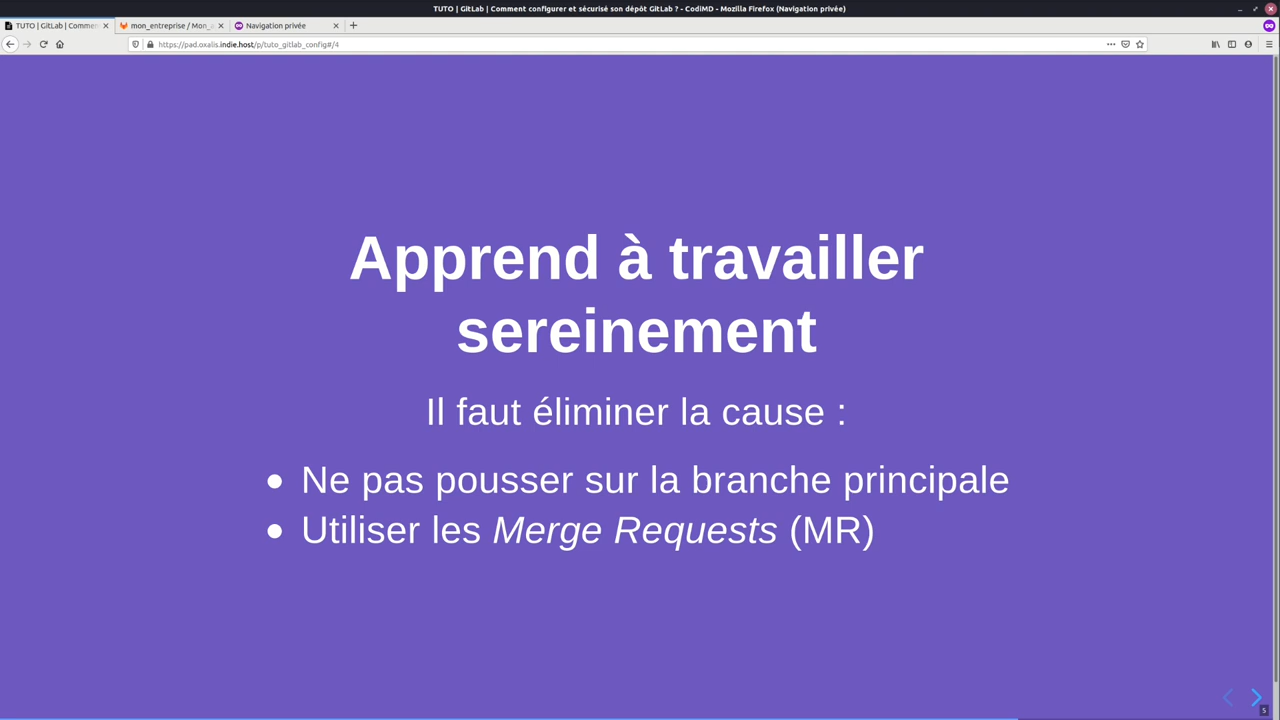 TUTO | GitLab | Comment configurer et sécurisé son dépôt GitLab ? - CodiMD - Mozilla Firefox (Navigation privée)
TUTO | GitLab | Commen
mon_entreprise / Mon_a
Navigation privée
https://pad.oxalis.indie.host/p/tuto_gitlab_config#/4
Apprend à travailler
sereinement
Il faut éliminer la cause :
Ne pas pousser sur la branche principale
Utiliser les Merge Requests (MR)
5